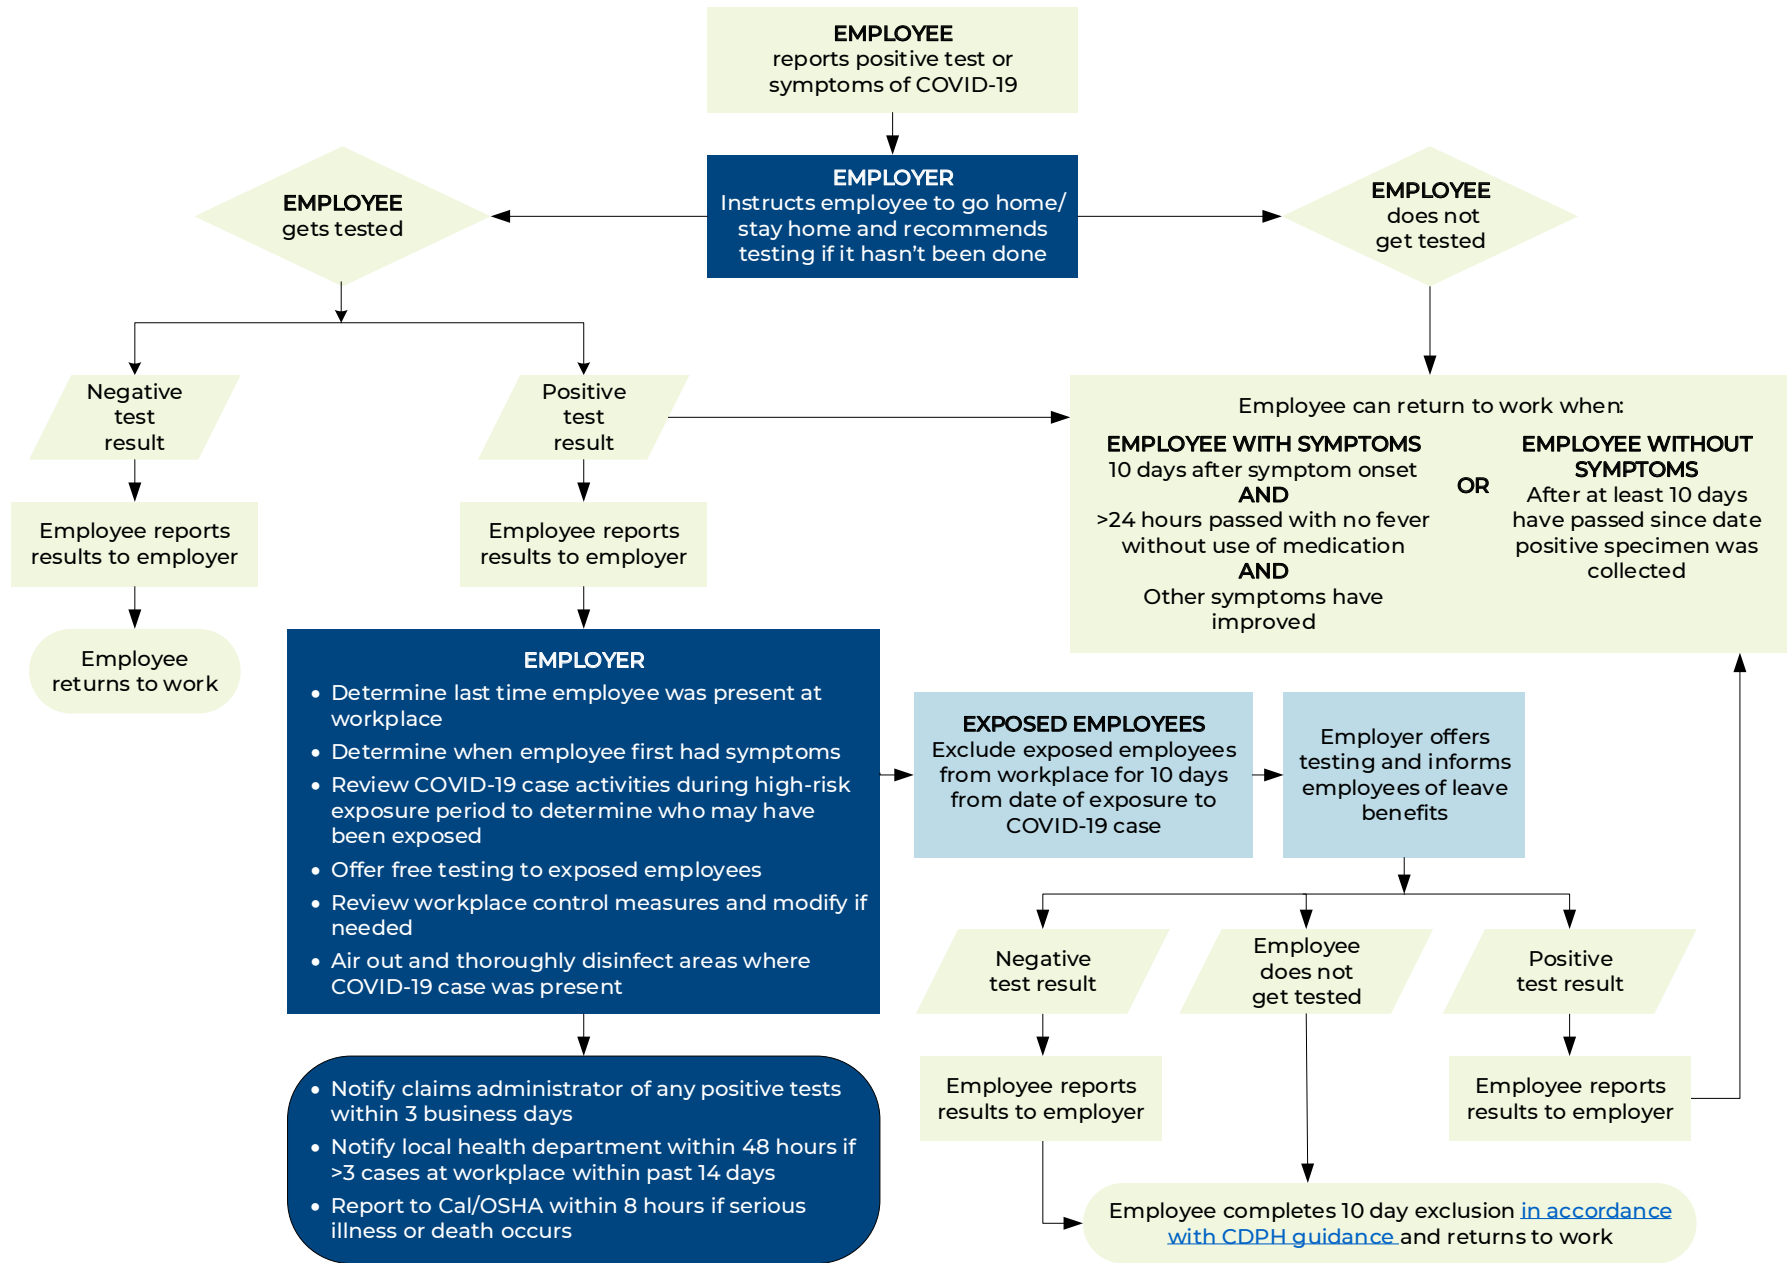 EMPLOYEE
reports positive test or
symptoms of COVID-19
EMPLOYER
Instructs employee to go home/
stay home and recommends
testing if it hasn't been done
EMPLOYEE
gets tested
EMPLOYEE
does not
get tested
Negative
test
result
Positive
test
result
Employee can return to work when:
EMPLOYEE WITH SYMPTOMS
10 days after symptom onset
AND
>24 hours passed with no fever
without use of medication
AND
Other symptoms have
improved
OR
EMPLOYEE WITHOUT
SYMPTOMS
After at least 10 days
have passed since date
positive specimen was
collected
Employee reports
results to employer
Employee reports
results to employer
Employee
returns to work
EMPLOYER
• Determine last time employee was present at
workplace
• Determine when employee first had symptoms
• Review COVID-19 case activities during high-risk
exposure period to determine who may have
been exposed
• Offer free testing to exposed employees
• Review workplace control measures and modify if
needed
• Air out and thoroughly disinfect areas where
COVID-19 case was present
EXPOSED EMPLOYEES
Exclude exposed employees
from workplace for 10 days
from date of exposure to
COVID-19 case
Employer offers
testing and informs
employees of leave
benefits
Negative
test result
Employee
does not
get tested
Positive
test result
Employee reports
results to employer
Employee reports
results to employer
• Notify claims administrator of any positive tests
within 3 business days
• Notify local health department within 48 hours if
>3 cases at workplace within past 14 days
• Report to Cal/OSHA within 8 hours if serious
illness or death occurs
Employee completes 10 day exclusion in accordance
with CDPH guidance and returns to work